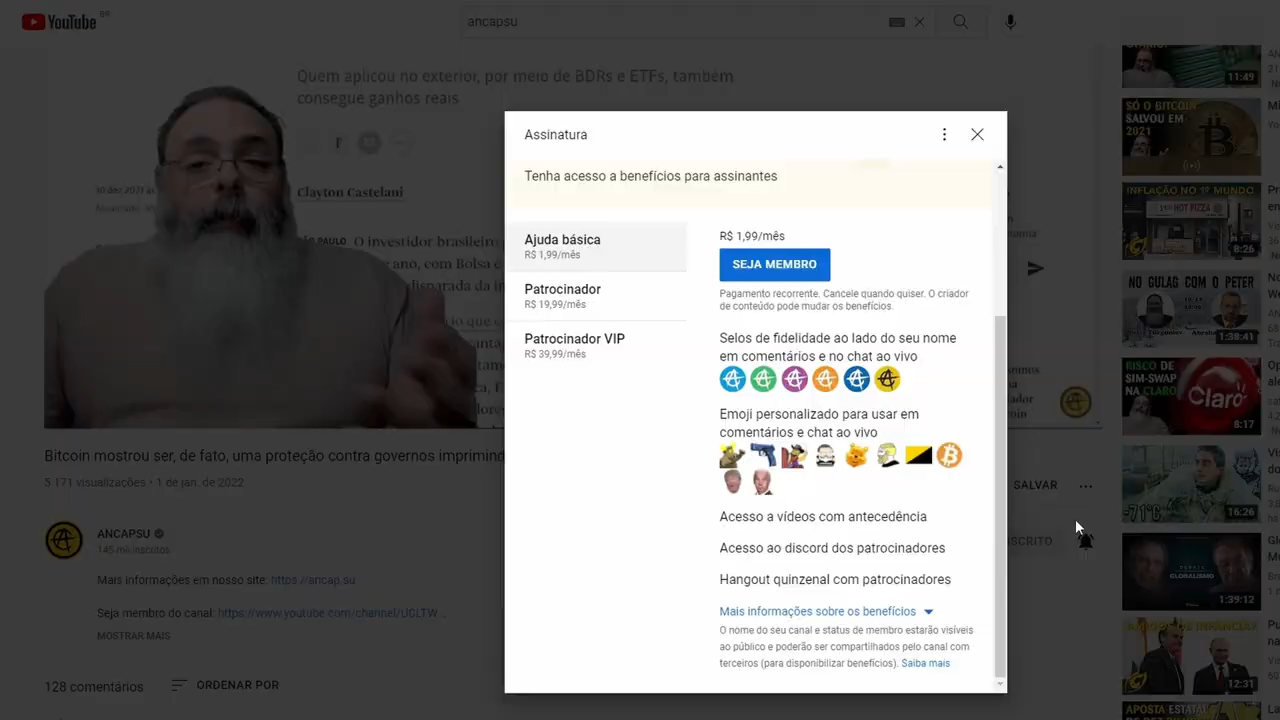 YouTube
BR
ancapsu
Quem aplicou no exterior, por meio de BDRs e ETFs, também
consegue ganhos reais
Clayton Castelani
O investidor brasileiro
Assinatura
Tenha acesso a benefícios para assinantes
Ajuda básica
R$ 1,99/mês
Patrocinador
R$ 19,99/mês
Patrocinador VIP
R$ 39,99/mês
R$ 1,99/mês
SEJA MEMBRO
Pagamento recorrente. Cancele quando quiser. O criador
de conteúdo pode mudar os benefícios.
Selos de fidelidade ao lado do seu nome
em comentários e no chat ao vivo
Emoji personalizado para usar em
comentários e chat ao vivo
Acesso a vídeos com antecedência
Acesso ao discord dos patrocinadores
Hangout quinzenal com patrocinadores
Mais informações sobre os benefícios
O nome do seu canal e status de membro estarão visíveis
ao público e poderão ser compartilhados pelo canal com
terceiros (para disponibilizar benefícios). Saiba mais
Bitcoin mostrou ser, de fato, uma proteção contra governos imprimind
5 171 visualizações • 1 de jan. de 2022
SALVAR
ANCAPSU
145 mil inscritos
Mais informações em nosso site: https://ancap.su
Seja membro do canal: https://www.youtube.com/channel/UCLTW...
MOSTRAR MAIS
128 comentários
ORDENAR POR
11:49
SÓ O BITCOIN
SALVOU EM
2021
INFLAÇÃO NO 1º MUNDO
HOT PIZZA
8:26
NO GULAG COM O PETER
1:38:41
RISCO DE
SIM-SWAP
NA CLARO
Claro
8:17
-71°C
16:26
GLOBALISMO
1:39:12
12:31
APOSTA ESTATAL